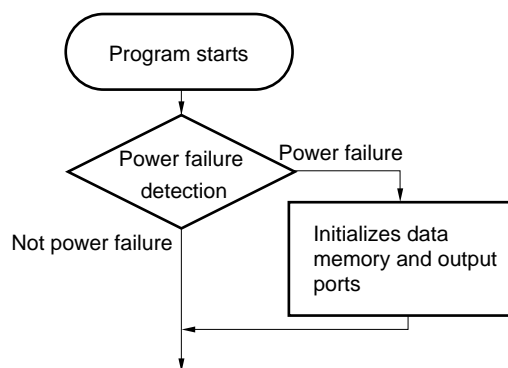 Program starts
Power failure
detection
Power failure
Not power failure
Initializes data
memory and output
ports